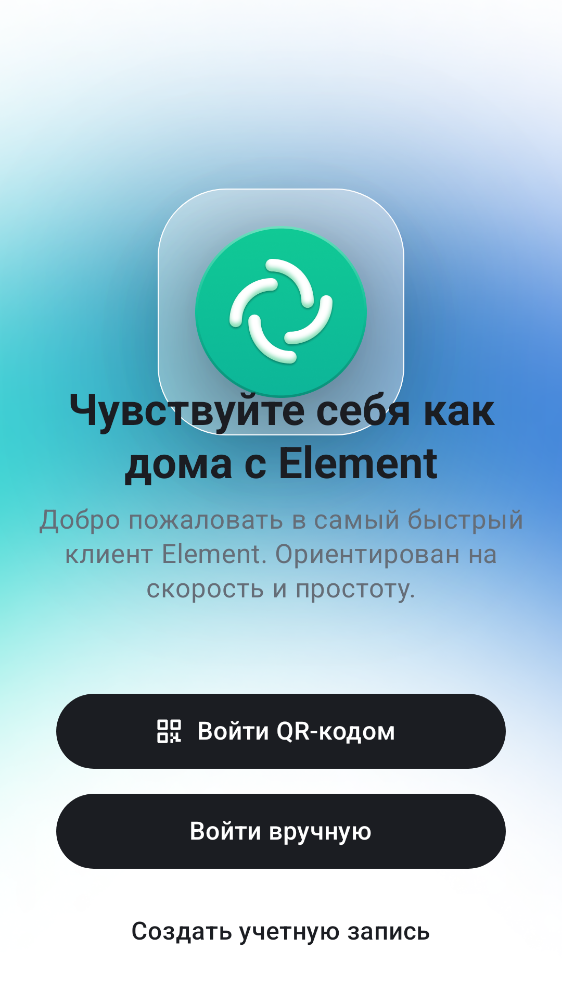 Чувствуйте себя как
дома с Element
Добро пожаловать в самый быстрый
клиент Element. Ориентирован на
скорость и простоту.
Войти QR-кодом
Войти вручную
Создать учетную запись